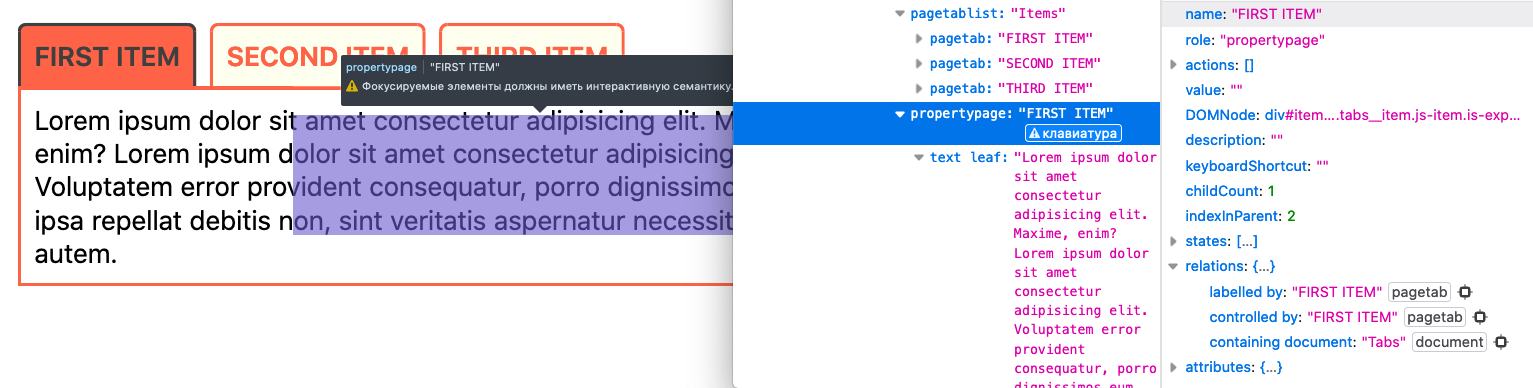 FIRST ITEM
SECOND ITEM
THIRD ITEM
propertypage "FIRST ITEM"
Фокусируемые элементы должны иметь интерактивную семантику.
Lorem ipsum dolor sit amet consectetur adipisicing elit. M
enim? Lorem ipsum dolor sit amet consectetur adipisicing
Voluptatem error provident consequatur, porro dignissimo
ipsa repellat debitis non, sint veritatis aspernatur necessit
autem.
pagetablist: "Items"
pagetab: "FIRST ITEM"
pagetab: "SECOND ITEM"
pagetab: "THIRD ITEM"
propertypage: "FIRST ITEM"
клавиатура
text leaf: "Lorem ipsum dolor
sit amet
consectetur
adipisicing elit.
Maxime, enim?
Lorem ipsum dolor
sit amet
consectetur
adipisicing elit.
Voluptatem error
provident
consequatur, porro
dignissimos eum
name: "FIRST ITEM"
role: "propertypage"
actions: []
value: ""
DOMNode: div#item….tabs__item.js-item.is-exp…
description: ""
keyboardShortcut: ""
childCount: 1
indexInParent: 2
states: […]
relations: {…}
labelled by: "FIRST ITEM" pagetab
controlled by: "FIRST ITEM" pagetab
containing document: "Tabs" document
attributes: {…}